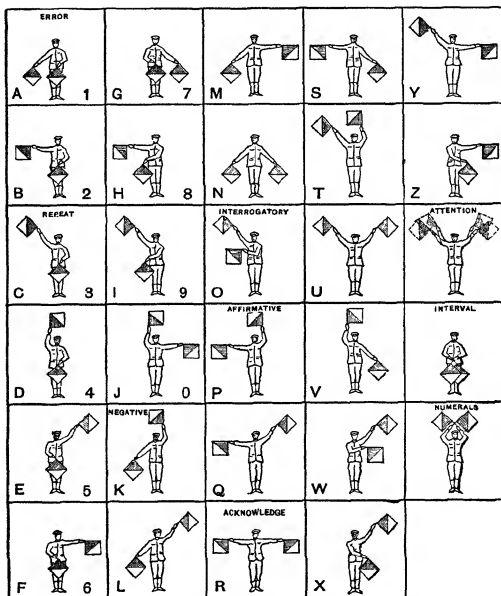 ERROR
A 1 G 7 M S Y
B 2 H 8 N T Z
REPEAT INTERROGATORY ATTENTION
C 3 I 9 O U
AFFIRMATIVE INTERVAL
D 4 J 0 P V
NEGATIVE NUMERALS
E 5 K Q W
ACKNOWLEDGE
F 6 L R X